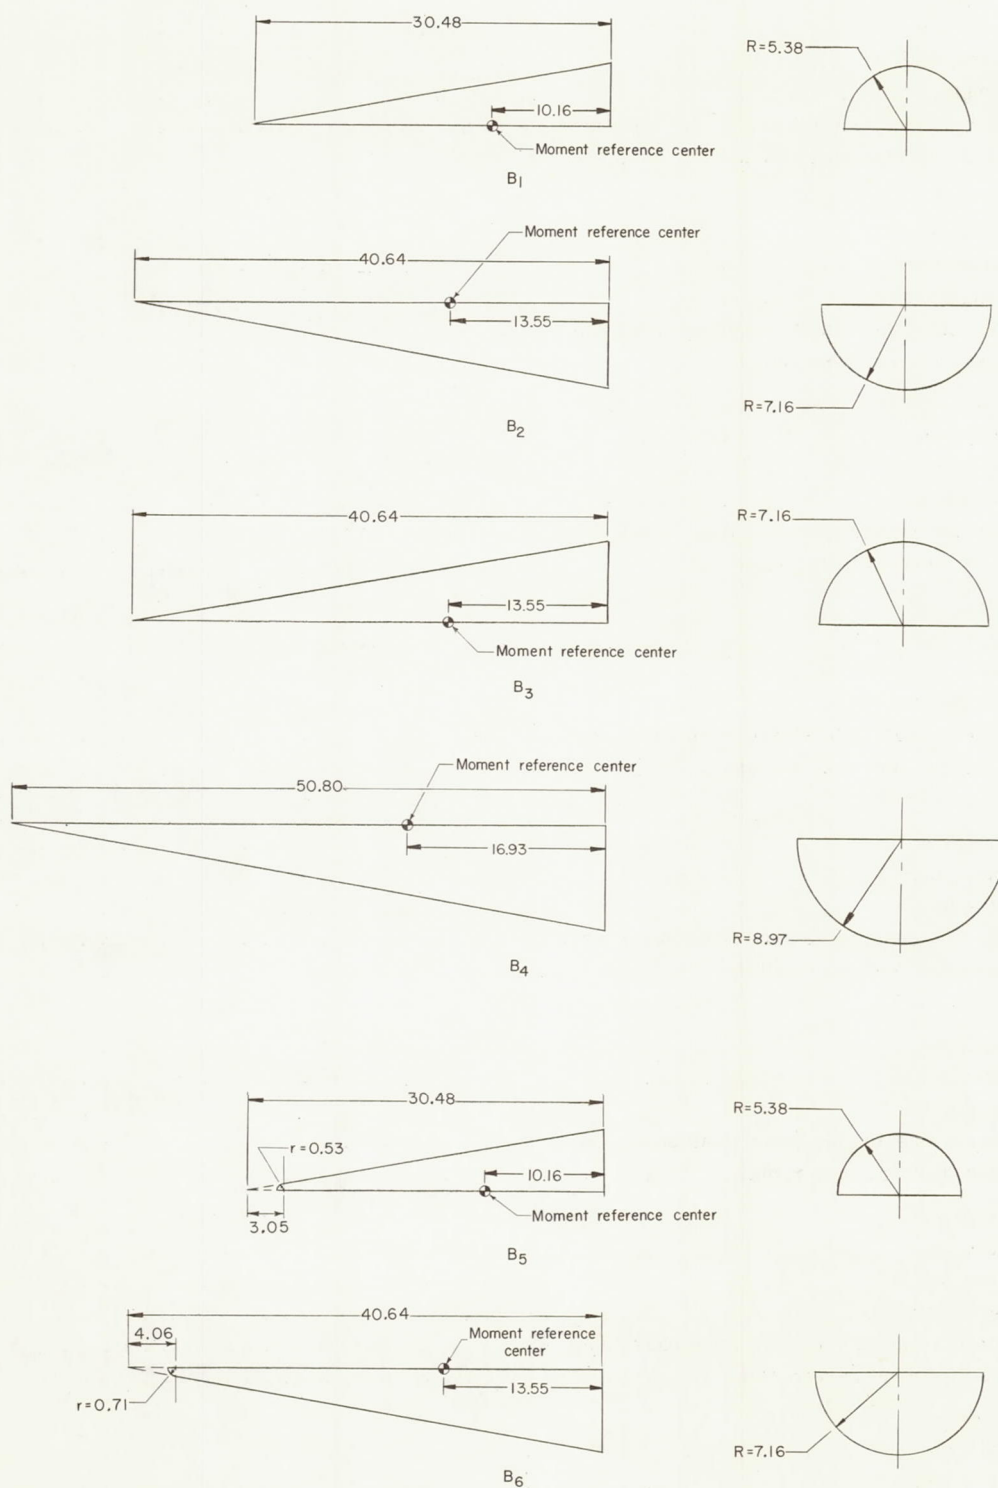 30.48
R=5.38
10.16
Moment reference center
B1
Moment reference center
40.64
13.55
R=7.16
B2
40.64
R=7.16
13.55
Moment reference center
B3
Moment reference center
50.80
16.93
R=8.97
B4
30.48
R=5.38
r=0.53
10.16
3.05
Moment reference center
B5
40.64
4.06
Moment reference
center
13.55
r=0.71
R=7.16
B6